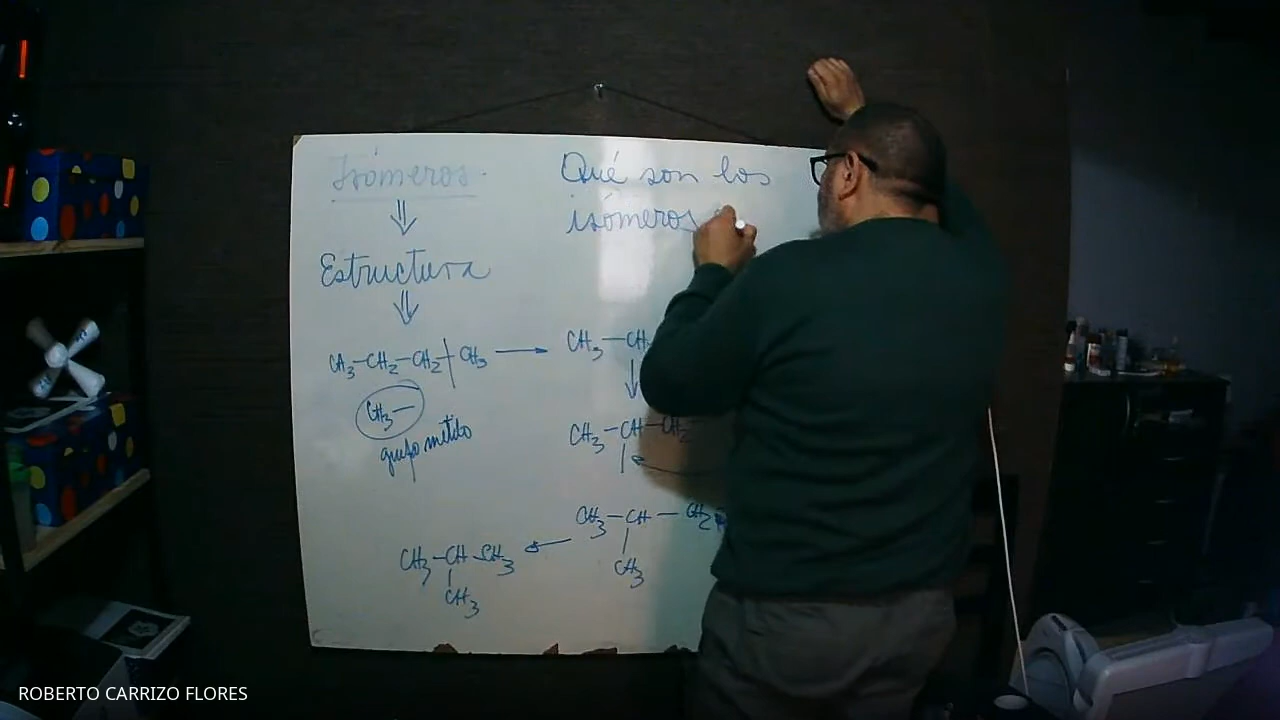 Isómeros.
Qué son los
isómeros
Estructura
CH3-CH2-CH2-CH3
CH3-CH
CH3-
grupo metilo
CH3-CH-CH2
CH3-CH-CH2
CH3
CH3-CH-CH3
CH3
ROBERTO CARRIZO FLORES